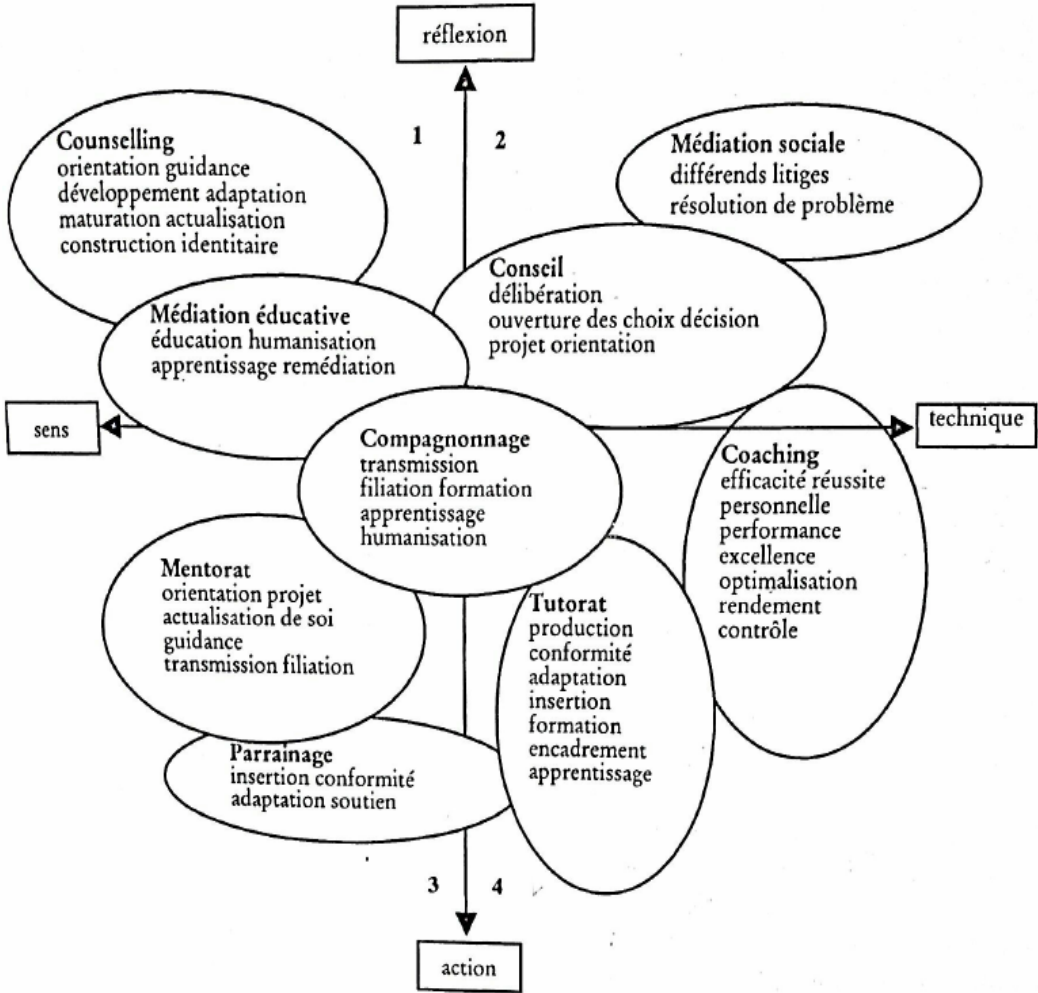 réflexion
1
2
Counselling
orientation guidance
développement adaptation
maturation actualisation
construction identitaire
Médiation sociale
différends litiges
résolution de problème
Conseil
délibération
ouverture des choix décision
projet orientation
Médiation éducative
éducation humanisation
apprentissage remédiation
sens
technique
Compagnonnage
transmission
filiation formation
apprentissage
humanisation
Coaching
efficacité réussite
personnelle
performance
excellence
optimalisation
rendement
contrôle
Mentorat
orientation projet
actualisation de soi
guidance
transmission filiation
Tutorat
production
conformité
adaptation
insertion
formation
encadrement
apprentissage
Parrainage
insertion conformité
adaptation soutien
3
4
action